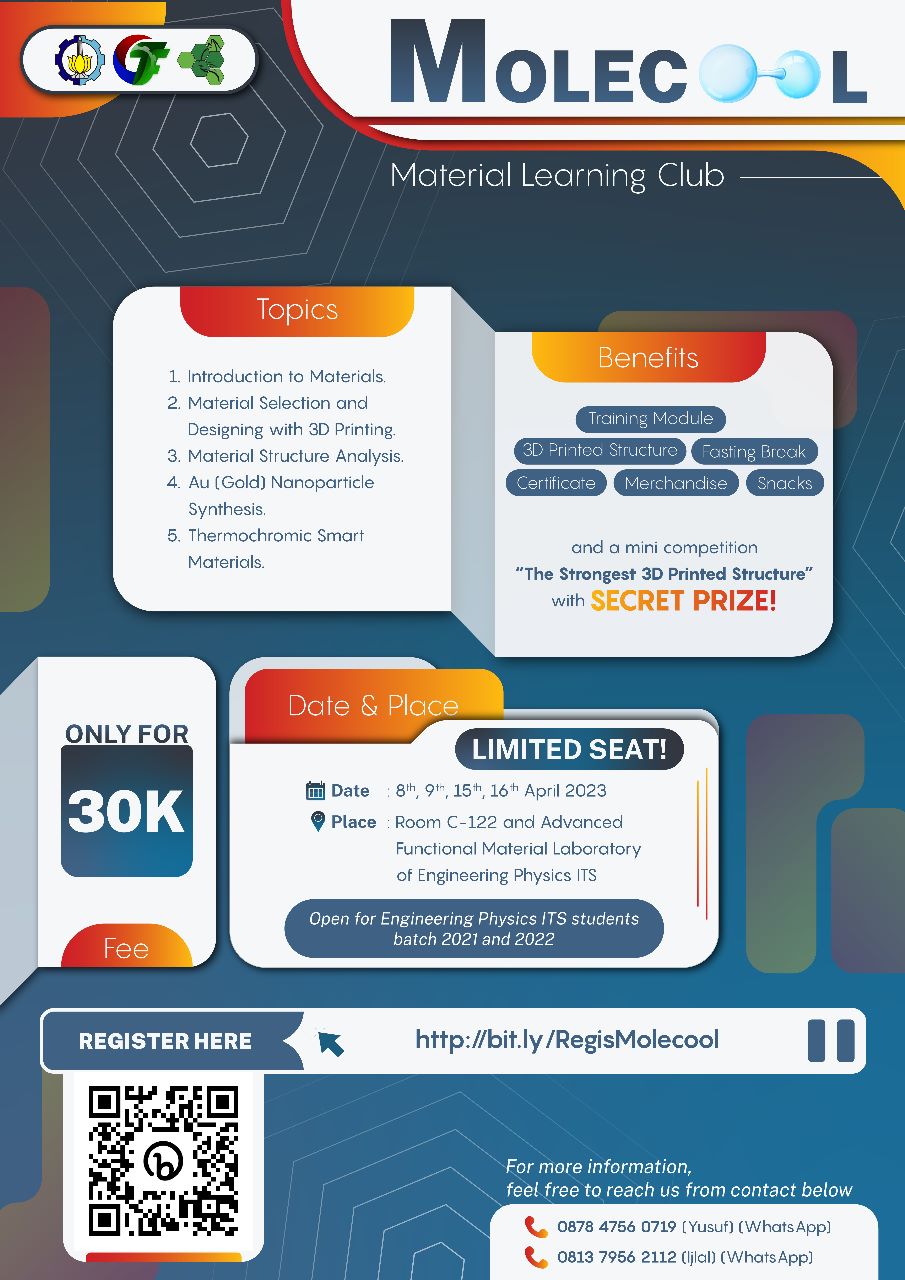 MOLECOOL
Material Learning Club
Topics
1. Introduction to Materials.
2. Material Selection and
Designing with 3D Printing.
3. Material Structure Analysis.
4. Au (Gold) Nanoparticle
Synthesis.
5. Thermochromic Smart
Materials.
Benefits
Training Module
3D Printed Structure Fasting Break
Certificate Merchandise Snacks
and a mini competition
“The Strongest 3D Printed Structure”
with SECRET PRIZE!
ONLY FOR
30K
Fee
Date & Place
LIMITED SEAT!
Date : 8th, 9th, 15th, 16th April 2023
Place : Room C-122 and Advanced
Functional Material Laboratory
of Engineering Physics ITS
Open for Engineering Physics ITS students
batch 2021 and 2022
REGISTER HERE http://bit.ly/RegisMolecool
For more information,
feel free to reach us from contact below
0878 4756 0719 (Yusuf) (WhatsApp)
0813 7956 2112 (Ijlal) (WhatsApp)